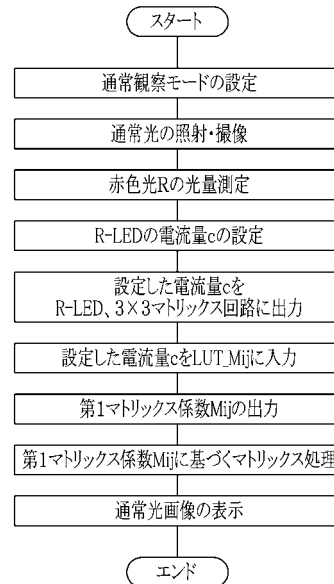 スタート
通常観察モードの設定
通常光の照射・撮像
赤色光Rの光量測定
R-LEDの電流量cの設定
設定した電流量cを
R-LED、3×3マトリックス回路に出力
設定した電流量cをLUT_Mijに入力
第1マトリックス係数Mijの出力
第1マトリックス係数Mijに基づくマトリックス処理
通常光画像の表示
エンド